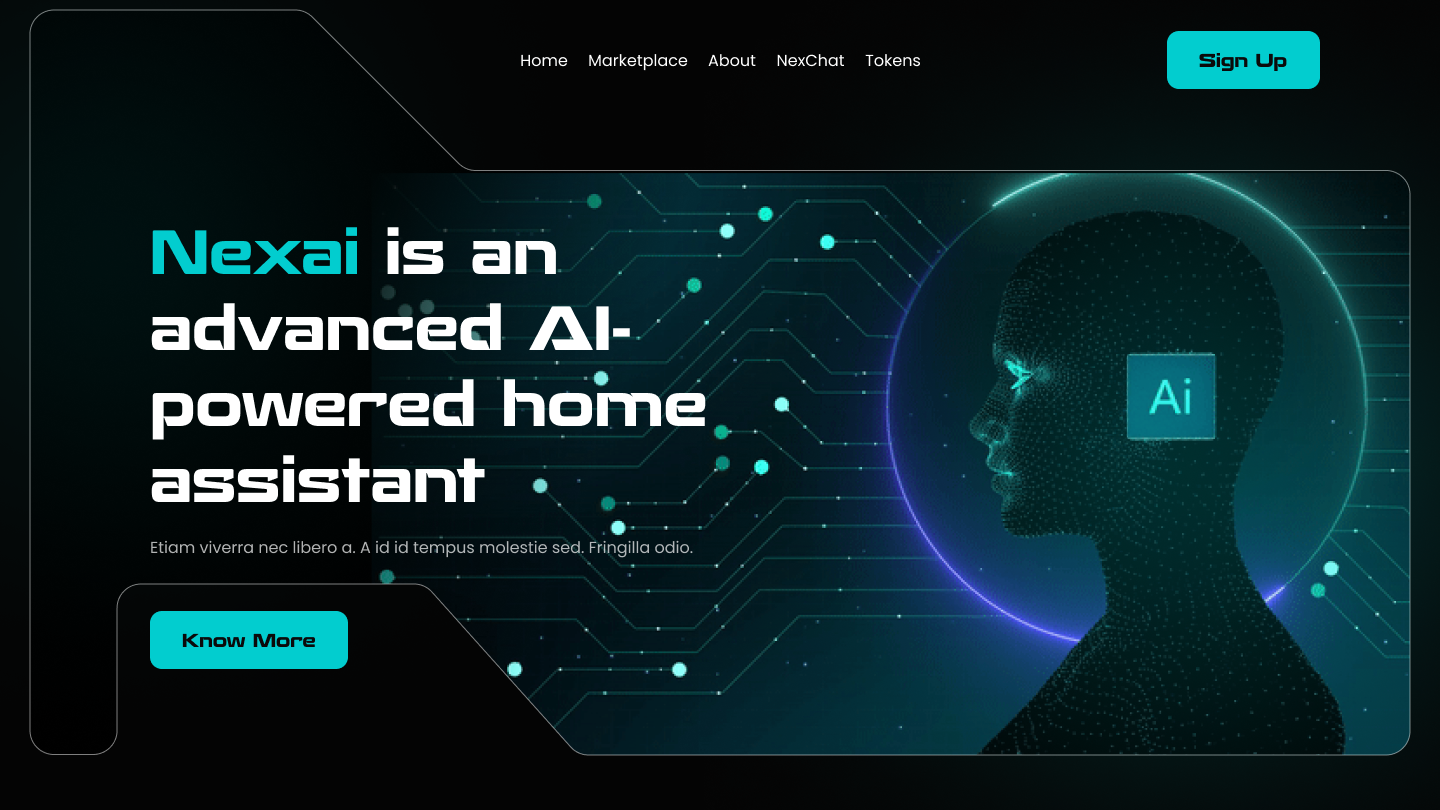 Home Marketplace About NexChat Tokens
Sign Up
Nexai is an
advanced AI-
powered home
assistant
Ai
Etiam viverra nec libero a. A id id tempus molestie sed. Fringilla odio.
Know More